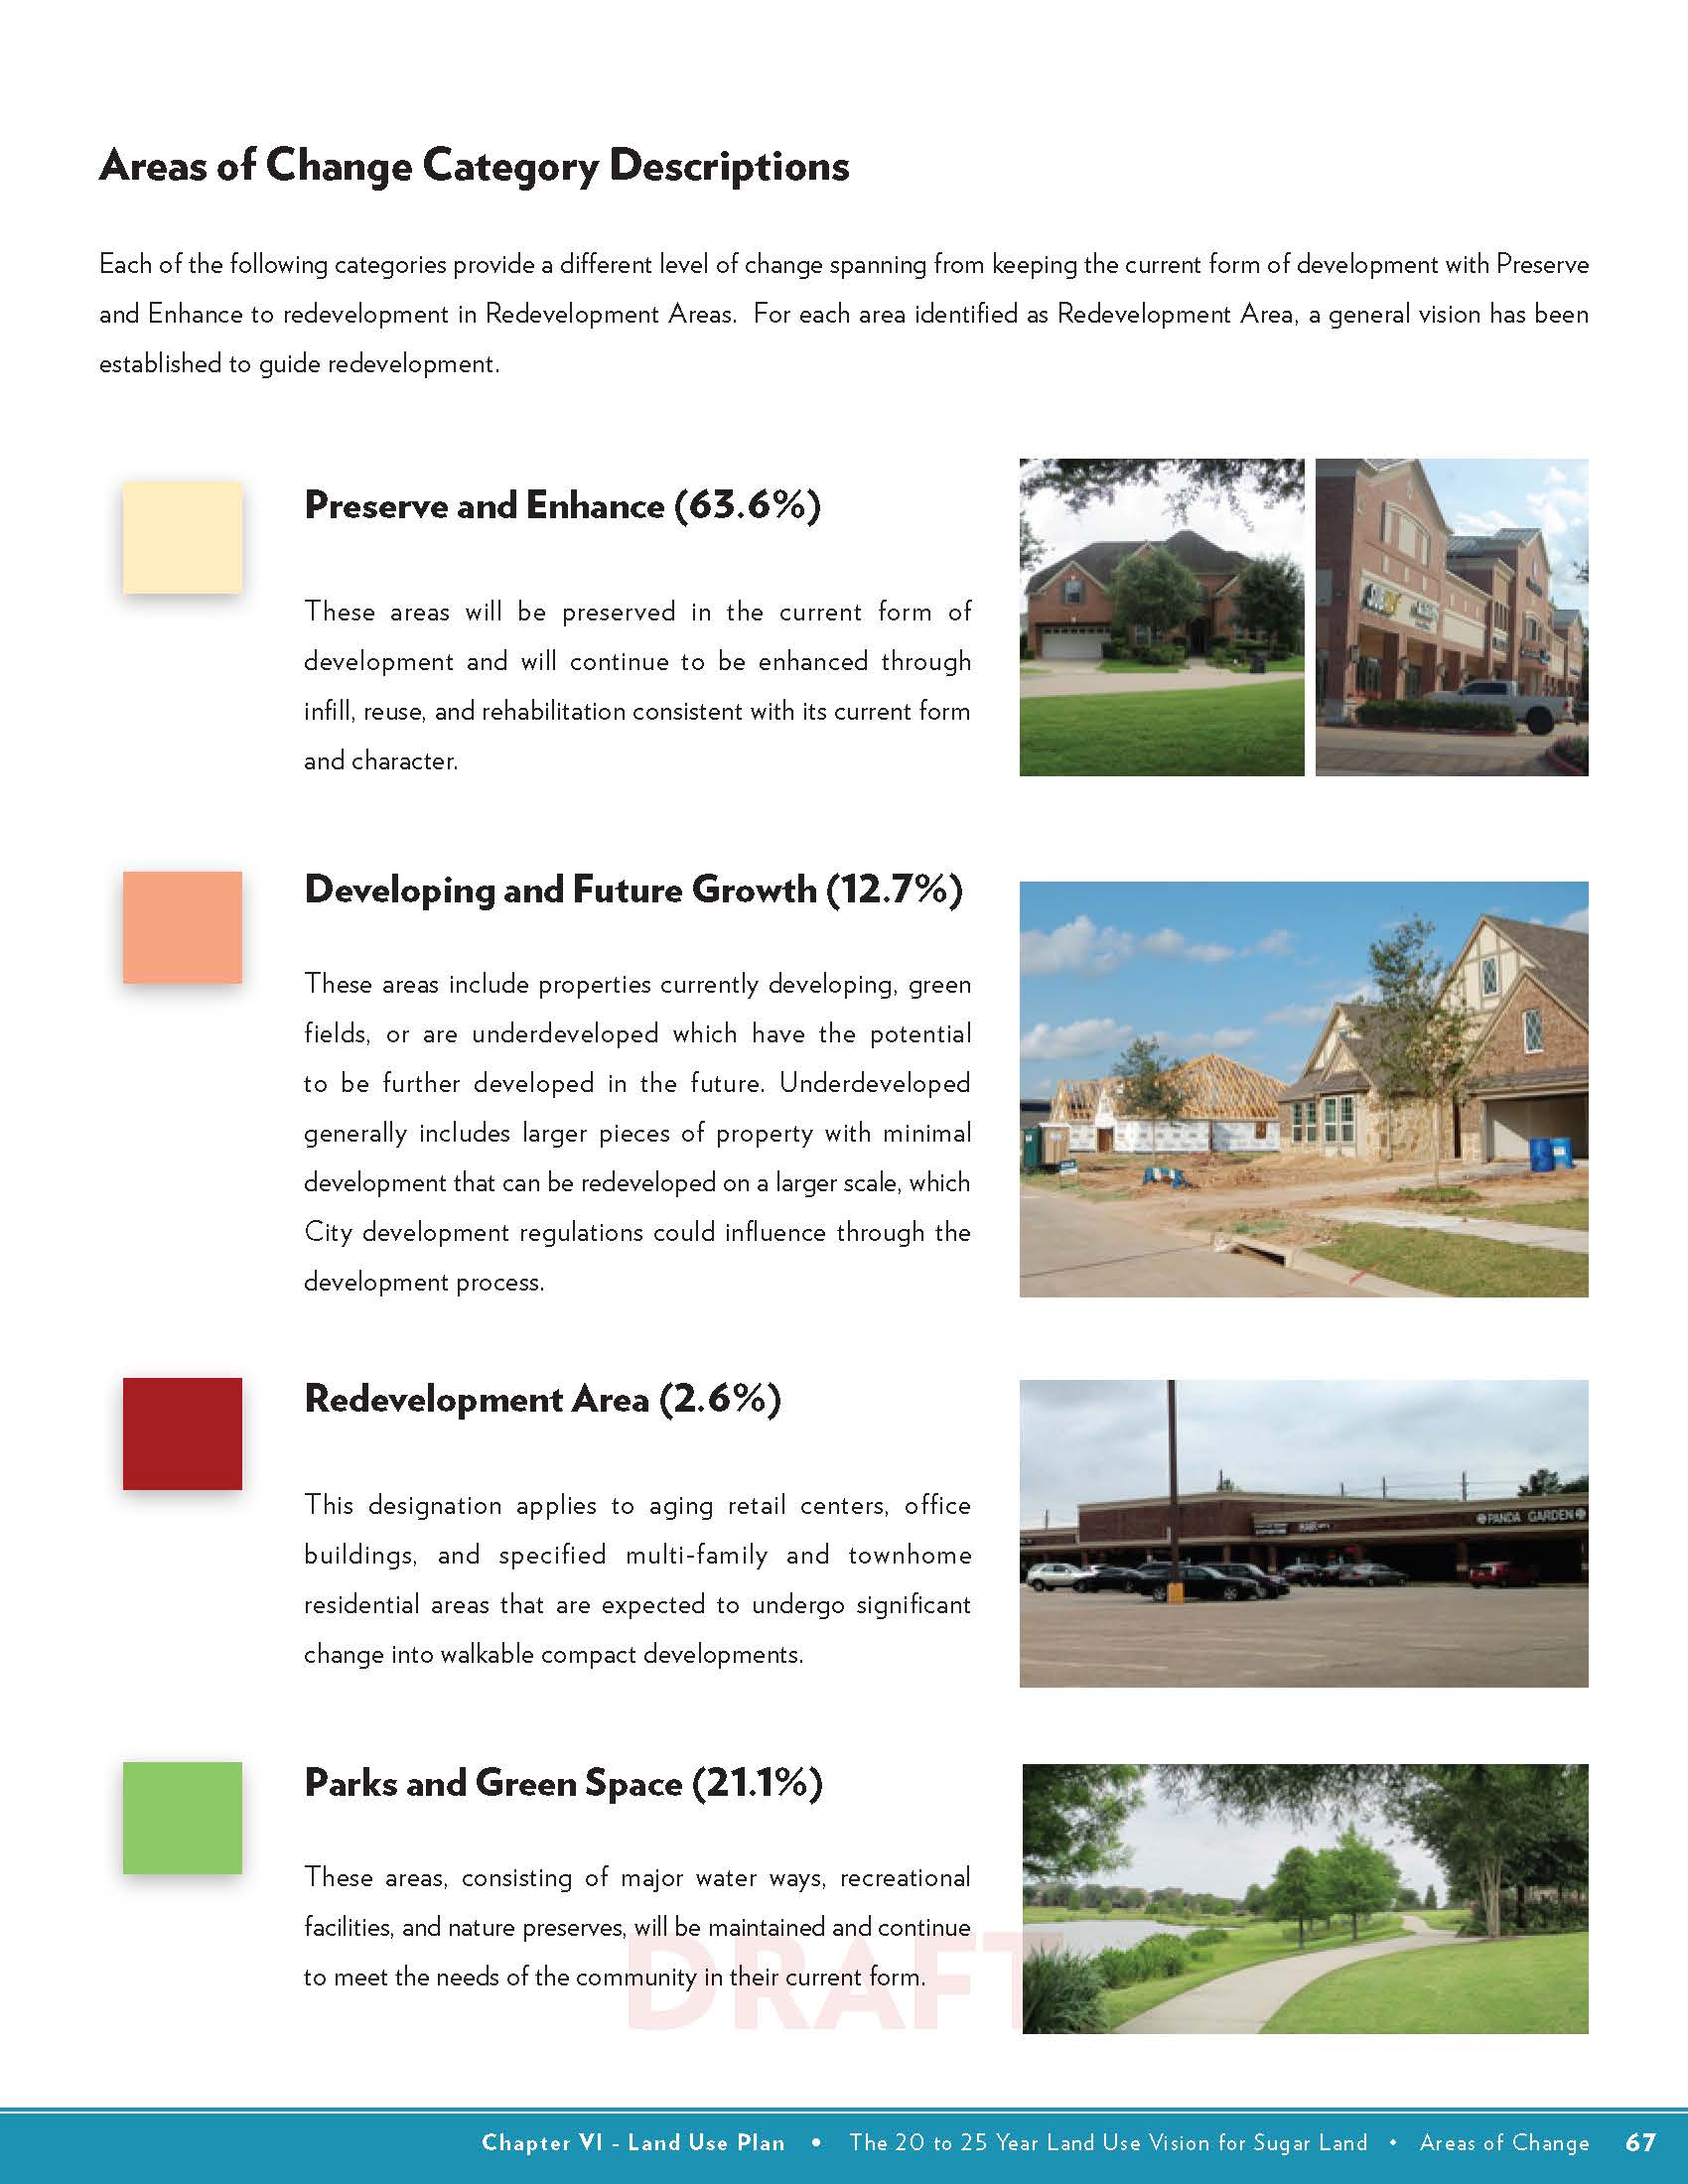 Areas of Change Category Descriptions
Each of the following categories provide a different level of change spanning from keeping the current form of development with Preserve
and Enhance to redevelopment in Redevelopment Areas.  For each area identified as Redevelopment Area, a general vision has been
established to guide redevelopment.
Preserve and Enhance (63.6%)
These areas will be preserved in the current form of
development and will continue to be enhanced through
infill, reuse, and rehabilitation consistent with its current form
and character.
Developing and Future Growth (12.7%)
These areas include properties currently developing, green
fields, or are underdeveloped which have the potential
to be further developed in the future. Underdeveloped
generally includes larger pieces of property with minimal
development that can be redeveloped on a larger scale, which
City development regulations could influence through the
development process.
Redevelopment Area (2.6%)
This designation applies to aging retail centers, office
buildings, and specified multi-family and townhome
residential areas that are expected to undergo significant
change into walkable compact developments.
PANDA GARDEN
Parks and Green Space (21.1%)
These areas, consisting of major water ways, recreational
facilities, and nature preserves, will be maintained and continue
to meet the needs of the community in their current form.
DRAFT
Chapter VI - Land Use Plan • The 20 to 25 Year Land Use Vision for Sugar Land • Areas of Change 67